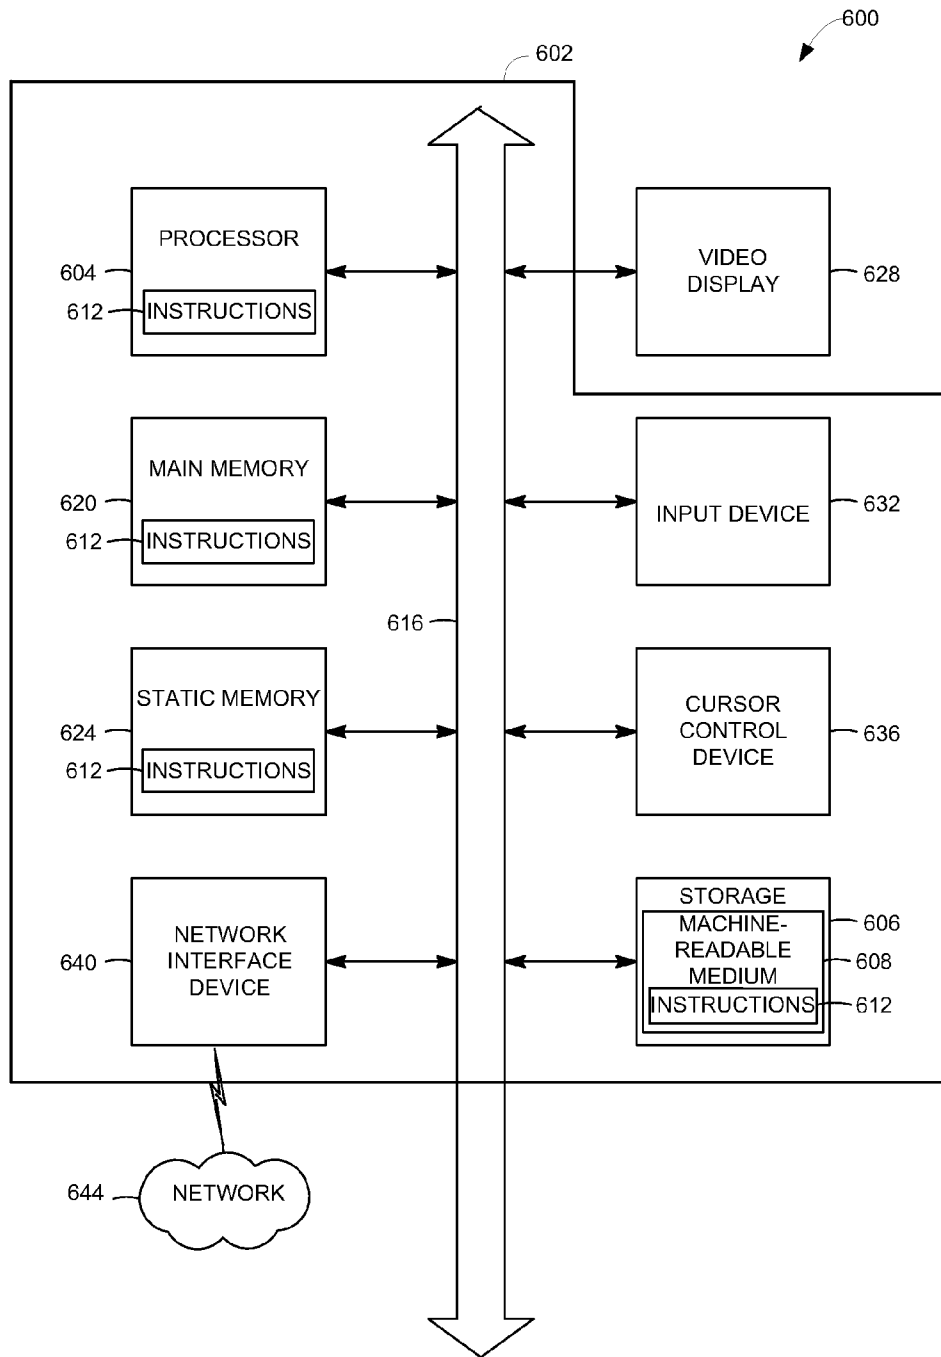 600
602
PROCESSOR
604
612
INSTRUCTIONS
VIDEO
DISPLAY
628
MAIN MEMORY
620
612
INSTRUCTIONS
INPUT DEVICE
632
616
STATIC MEMORY
624
612
INSTRUCTIONS
CURSOR
CONTROL
DEVICE
636
NETWORK
INTERFACE
DEVICE
640
STORAGE
606
MACHINE-
READABLE
MEDIUM
608
INSTRUCTIONS
612
644
NETWORK